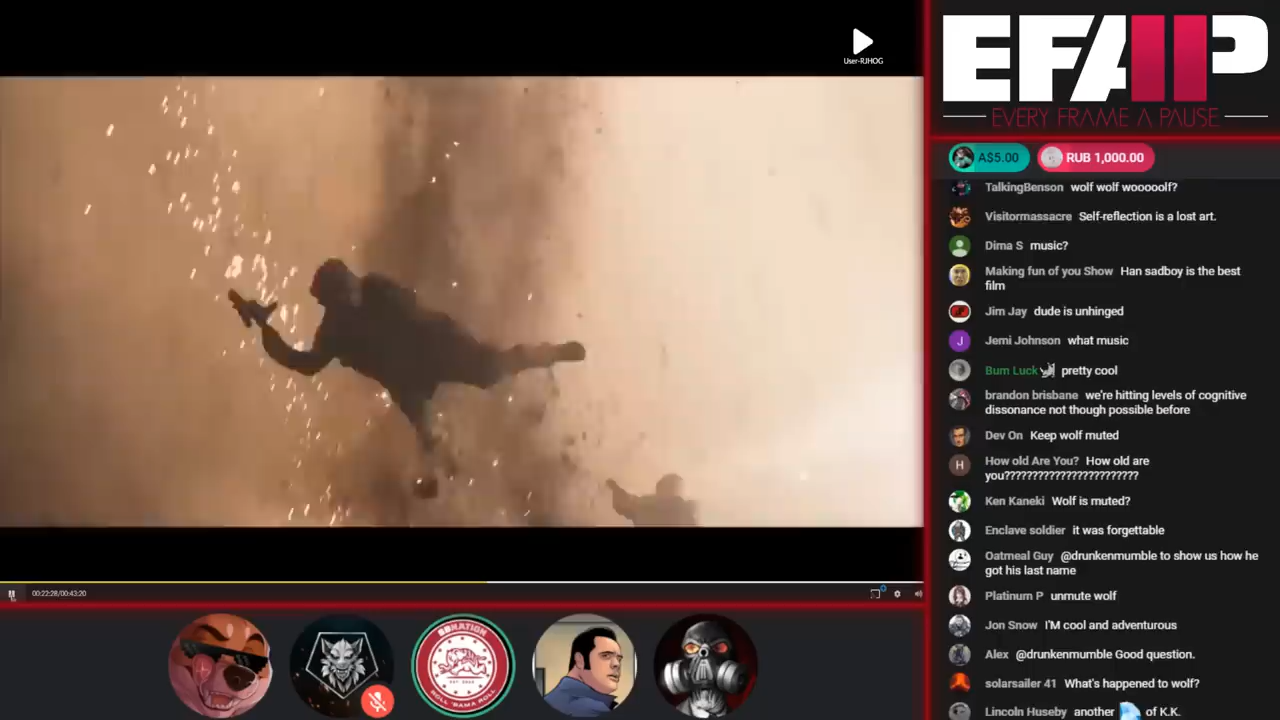 User-RJHOG
EFAP
EVERY FRAME A PAUSE
A$5.00 RUB 1,000.00
TalkingBenson wolf wolf wooooolf?
Visitormassacre Self-reflection is a lost art.
Dima S music?
Making fun of you Show Han sadboy is the best
film
Jim Jay dude is unhinged
J Jemi Johnson what music
Bum Luck pretty cool
brandon brisbane we're hitting levels of cognitive
dissonance not though possible before
Dev On Keep wolf muted
H How old Are You? How old are
you????????????????????????
Ken Kaneki Wolf is muted?
Enclave soldier it was forgettable
Oatmeal Guy @drunkenmumble to show us how he
got his last name
Platinum P unmute wolf
Jon Snow I'M cool and adventurous
Alex @drunkenmumble Good question.
solarsailer 41 What's happened to wolf?
Lincoln Huseby another of K.K.
00:22:28/00:43:20
BBNATION
ROLL 'BAMA ROLL